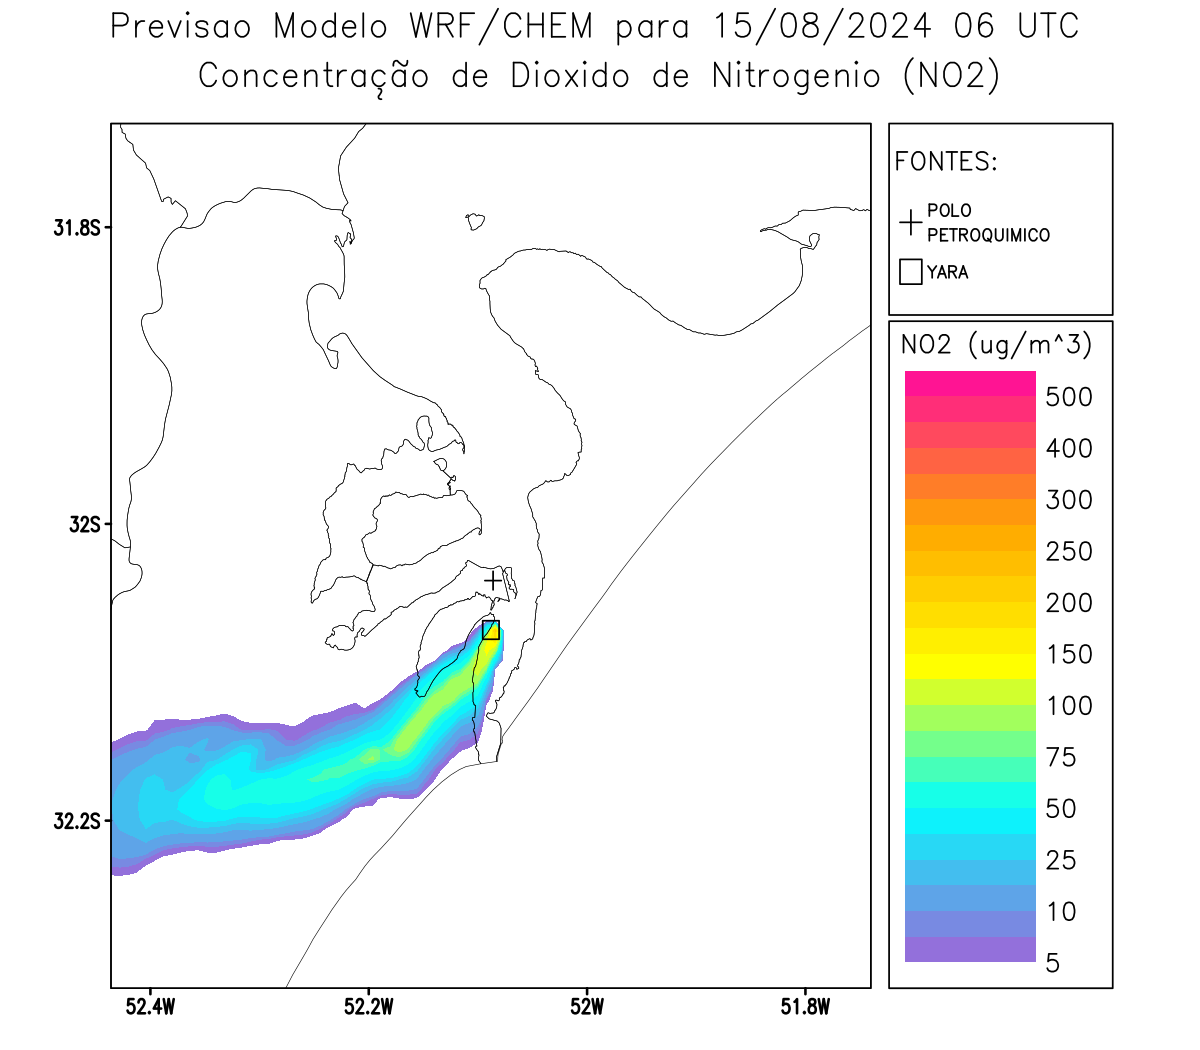 Previsao Modelo WRF/CHEM para 15/08/2024 06 UTC
Concentração de Dioxido de Nitrogenio (NO2)
FONTES:
POLO
PETROQUIMICO
YARA
NO2 (ug/m^3)
500
400
300
250
200
150
100
75
50
25
10
5
31.8S
32S
32.2S
52.4W
52.2W
52W
51.8W